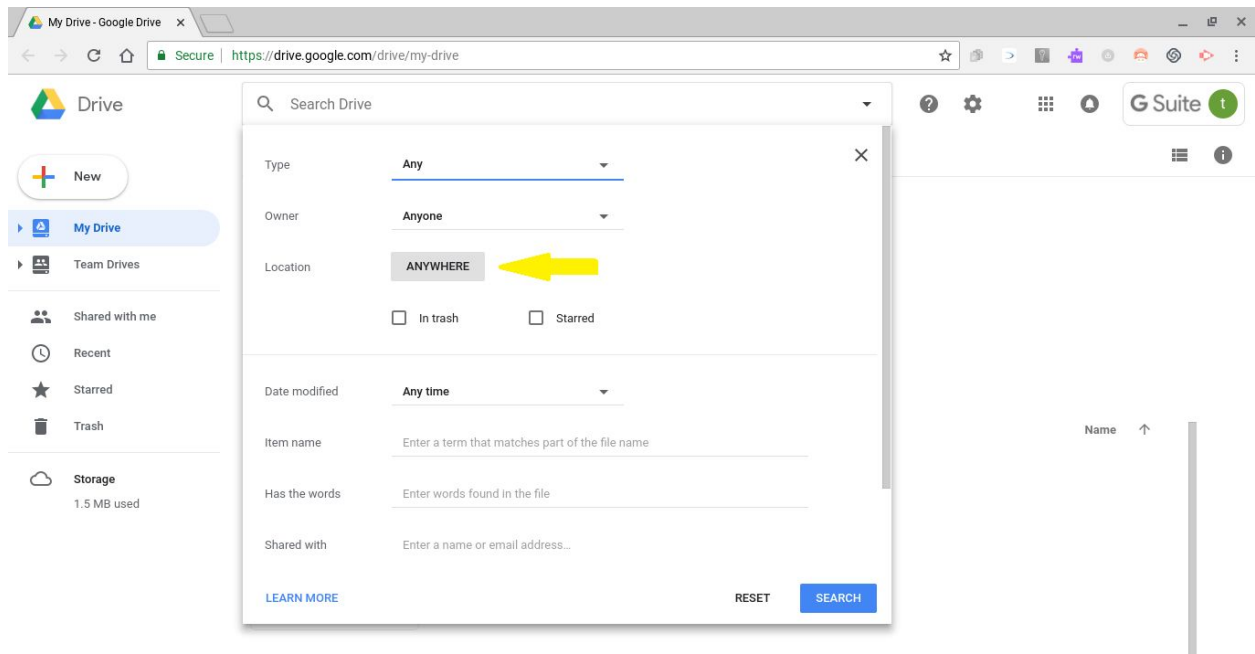 My Drive - Google Drive
Secure https://drive.google.com/drive/my-drive
Drive
Search Drive
G Suite t
New
My Drive
Team Drives
Shared with me
Recent
Starred
Trash
Storage
1.5 MB used
Type Any
Owner Anyone
Location ANYWHERE
In trash Starred
Date modified Any time
Item name Enter a term that matches part of the file name
Has the words Enter words found in the file
Shared with Enter a name or email address...
LEARN MORE RESET SEARCH
Name